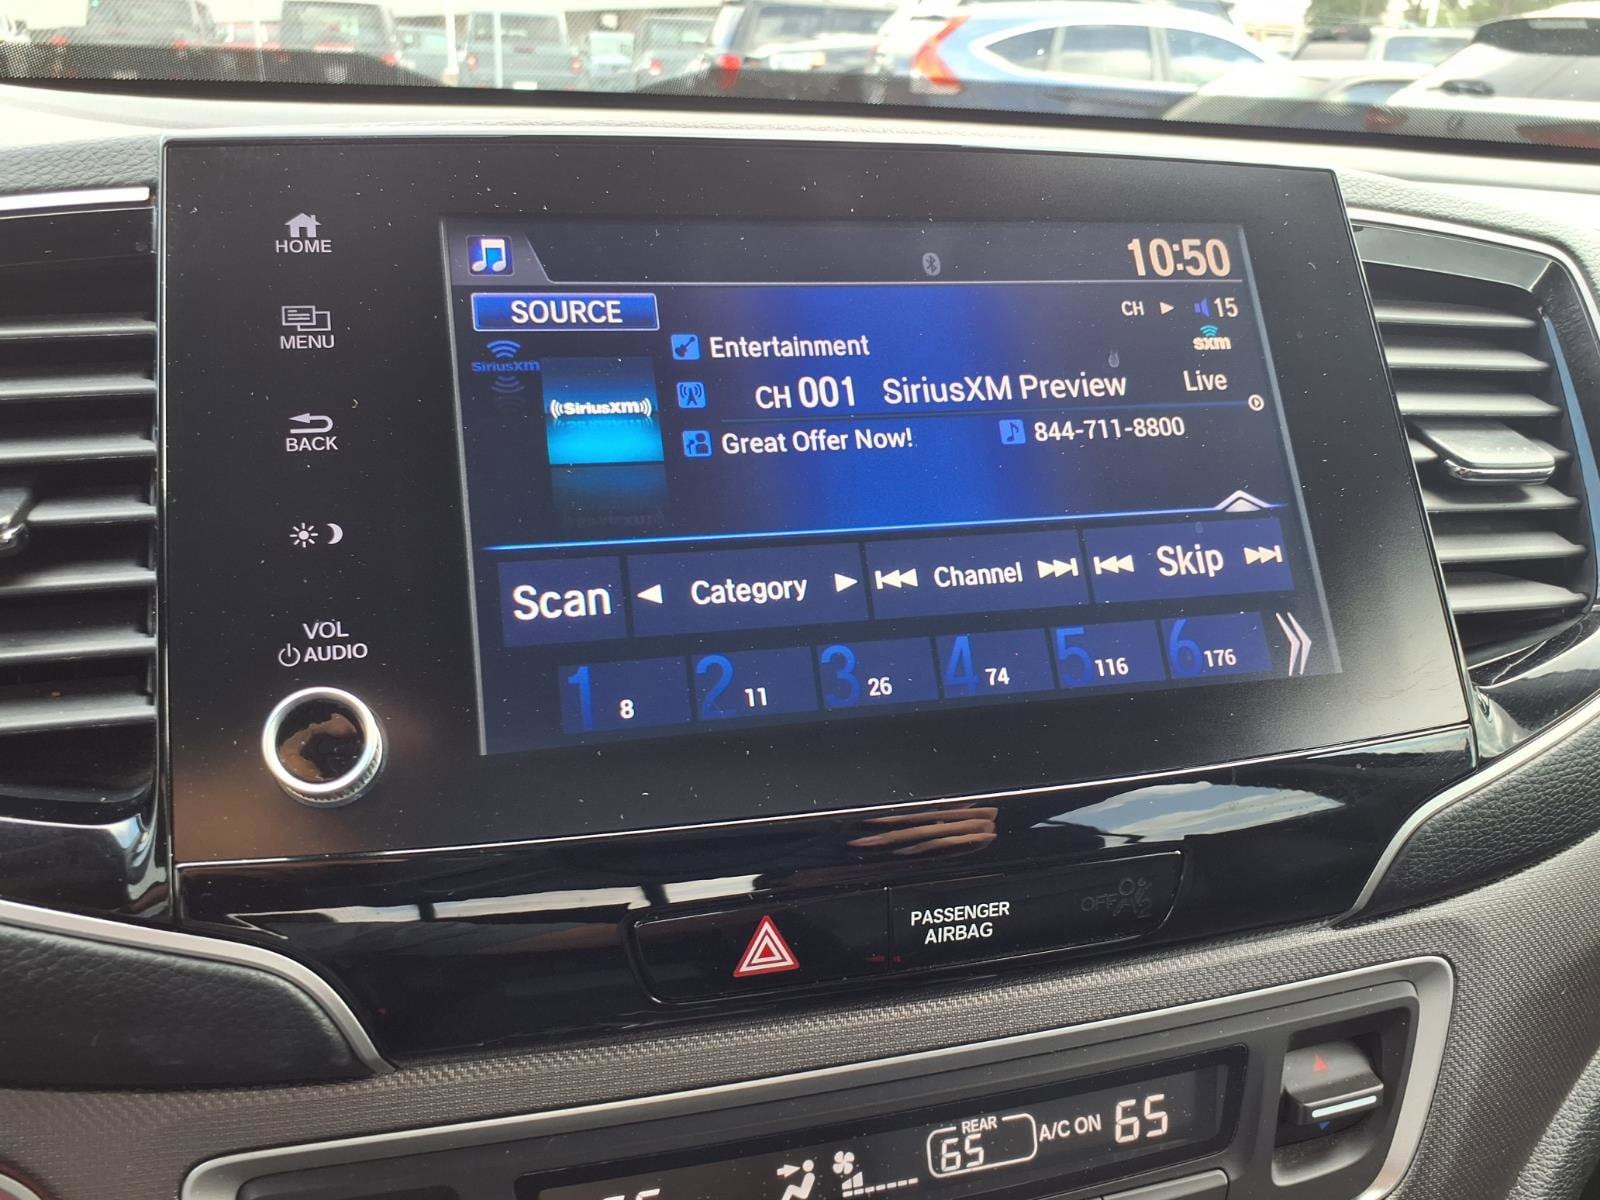 HOME
MENU
BACK
VOL
AUDIO
10:50
SOURCE
CH 15
SiriusXM
sxm
Entertainment
((SiriusXM))
CH 001 SiriusXM Preview Live
Great Offer Now! 844-711-8800
Scan Category Channel Skip
1 8 2 11 3 26 4 74 5 116 6 176
PASSENGER
AIRBAG
OFF
REAR
65 A/C ON 65